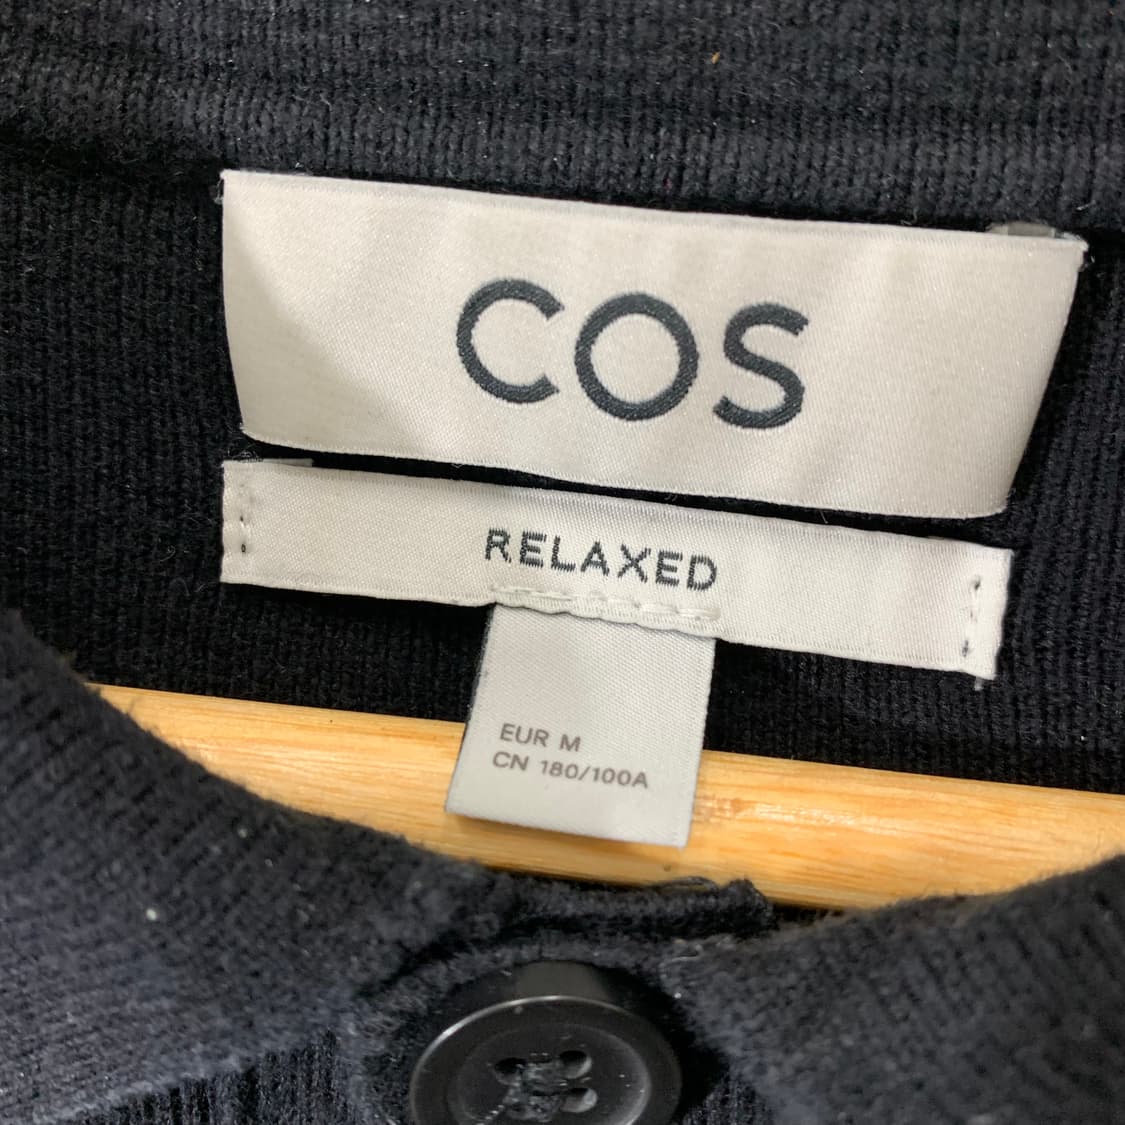 COS
RELAXED
EUR M
CN 180/100A